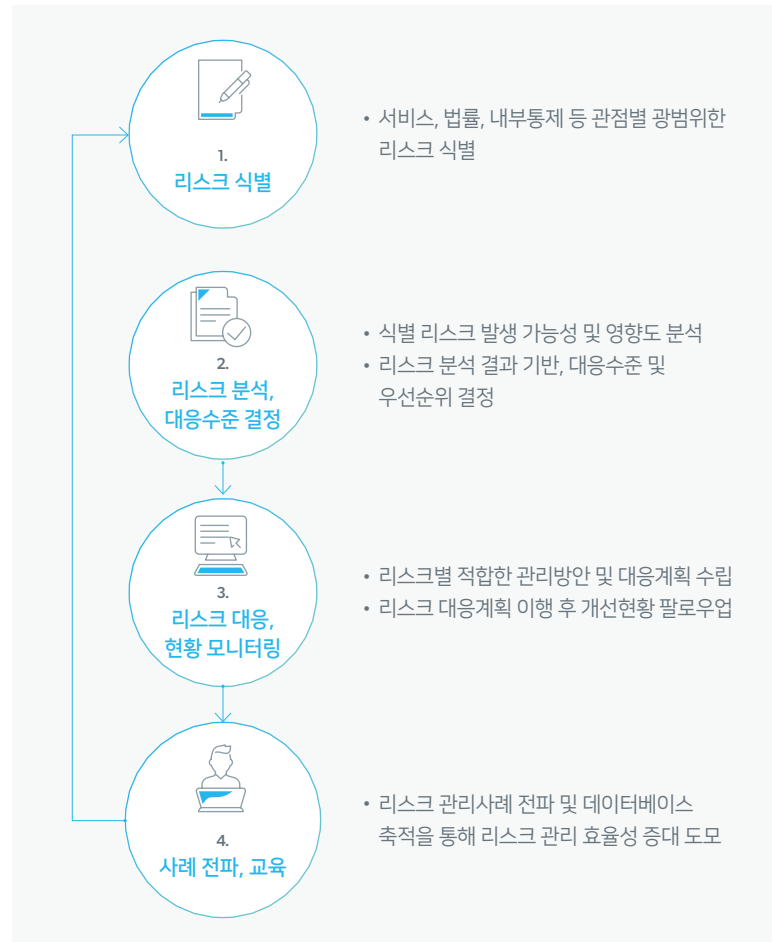 1.
리스크 식별
• 서비스, 법률, 내부통제 등 관점별 광범위한
리스크 식별
2.
리스크 분석,
대응수준 결정
• 식별 리스크 발생 가능성 및 영향도 분석
• 리스크 분석 결과 기반, 대응수준 및
우선순위 결정
3.
리스크 대응,
현황 모니터링
• 리스크별 적합한 관리방안 및 대응계획 수립
• 리스크 대응계획 이행 후 개선현황 팔로우업
4.
사례 전파, 교육
• 리스크 관리사례 전파 및 데이터베이스
축적을 통해 리스크 관리 효율성 증대 도모